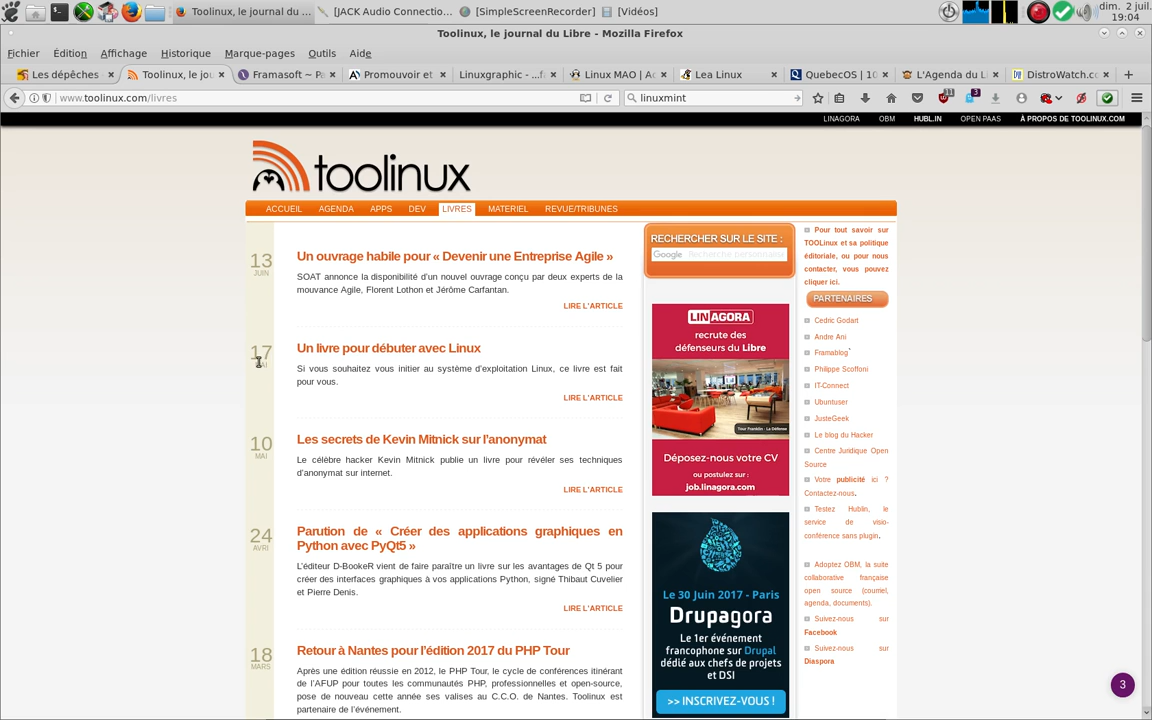 Toolinux, le journal du ...
[JACK Audio Connectio...
[SimpleScreenRecorder]
[Vidéos]
dim. 2 juil.
19:04
Toolinux, le journal du Libre - Mozilla Firefox
Fichier Édition Affichage Historique Marque-pages Outils Aide
Les dépêches
Toolinux, le jou
Framasoft ~ P
Promouvoir et
Linuxgraphic - ...f
Linux MAO | A
Lea Linux
QuebecOS | 10
L'Agenda du L
DistroWatch.c
www.toolinux.com/livres
linuxmint
LINAGORA OBM HUBL.IN OPEN PAAS À PROPOS DE TOOLINUX.COM
toolinux
ACCUEIL AGENDA APPS DEV LIVRES MATERIEL REVUE/TRIBUNES
13
JUIN
Un ouvrage habile pour « Devenir une Entreprise Agile »
SOAT annonce la disponibilité d'un nouvel ouvrage conçu par deux experts de la
mouvance Agile, Florent Lothon et Jérôme Carfantan.
LIRE L'ARTICLE
17
MAI
Un livre pour débuter avec Linux
Si vous souhaitez vous initier au système d'exploitation Linux, ce livre est fait
pour vous.
LIRE L'ARTICLE
10
MAI
Les secrets de Kevin Mitnick sur l'anonymat
Le célèbre hacker Kevin Mitnick publie un livre pour révéler ses techniques
d'anonymat sur internet.
LIRE L'ARTICLE
24
AVRI
Parution de « Créer des applications graphiques en
Python avec PyQt5 »
L'éditeur D-BookeR vient de faire paraître un livre sur les avantages de Qt 5 pour
créer des interfaces graphiques à vos applications Python, signé Thibaut Cuvelier
et Pierre Denis.
LIRE L'ARTICLE
18
MARS
Retour à Nantes pour l'édition 2017 du PHP Tour
Après une édition réussie en 2012, le PHP Tour, le cycle de conférences itinérant
de l'AFUP pour toutes les communautés PHP, professionnelles et open-source,
pose de nouveau cette année ses valises au C.C.O. de Nantes. Toolinux est
partenaire de l'événement.
RECHERCHER SUR LE SITE :
Google Recherche personnalisée
LINAGORA
recrute des
défenseurs du Libre
Tour Franklin - La Défense
Déposez-nous votre CV
ou postulez sur :
job.linagora.com
Le 30 Juin 2017 - Paris
Drupagora
Le 1er événement
francophone sur Drupal
dédié aux chefs de projets
et DSI
>> INSCRIVEZ-VOUS !
Pour tout savoir sur
TOOLinux et sa politique
éditoriale, ou pour nous
contacter, vous pouvez
cliquer ici.
PARTENAIRES
Cedric Godart
Andre Ani
Framablog*
Philippe Scoffoni
IT-Connect
Ubuntuser
JusteGeek
Le blog du Hacker
Centre Juridique Open
Source
Votre publicité ici ?
Contactez-nous.
Testez Hublin, le
service de visio-
conférence sans plugin.
Adoptez OBM, la suite
collaborative française
open source (courriel,
agenda, documents).
Suivez-nous sur
Facebook
Suivez-nous sur
Diaspora
3